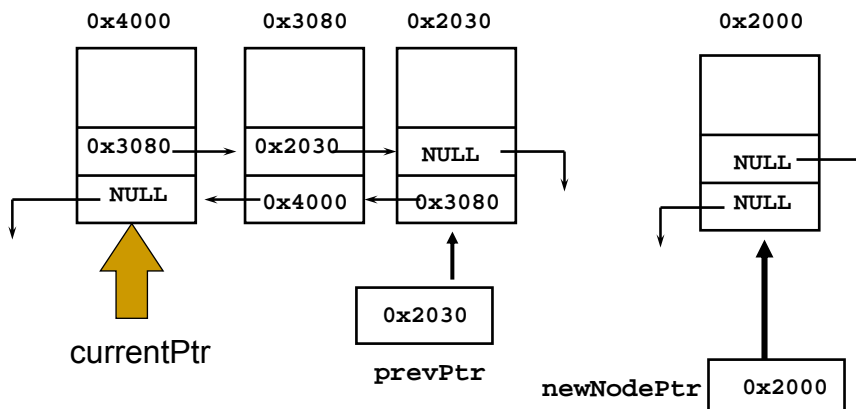 0x4000 0x3080 0x2030 0x2000
0x3080 0x2030 NULL NULL
NULL 0x4000 0x3080 NULL
0x2030
currentPtr
prevPtr
newNodePtr 0x2000